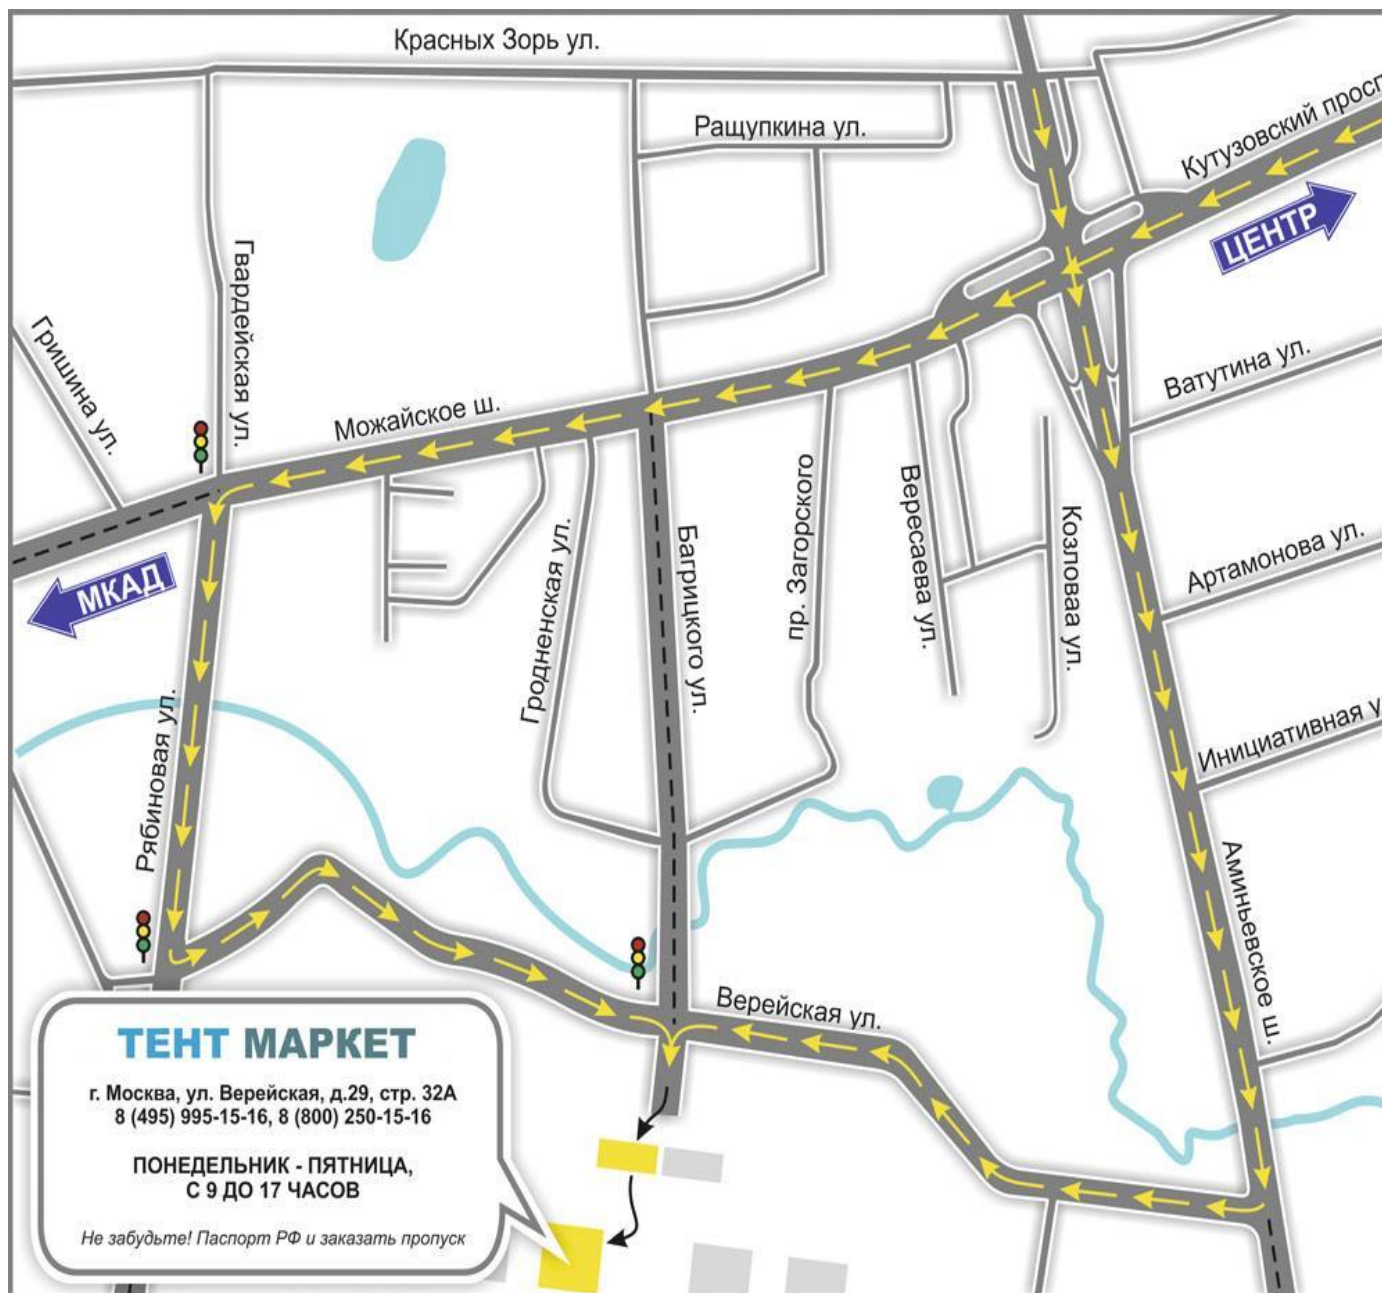 Красных Зорь ул.
Ращупкина ул.
Кутузовский просп
ЦЕНТР
Гвардейская ул.
Гришина ул.
Можайское ш.
Ватутина ул.
МКАД
Гродненская ул.
Багрицкого ул.
пр. Загорского
Вересаева ул.
Козловаа ул.
Артамонова ул.
Инициативная у
Рябиновая ул.
Аминьевское ш.
Верейская ул.
ТЕНТ МАРКЕТ
г. Москва, ул. Верейская, д.29, стр. 32А
8 (495) 995-15-16, 8 (800) 250-15-16
ПОНЕДЕЛЬНИК - ПЯТНИЦА,
С 9 ДО 17 ЧАСОВ
Не забудьте! Паспорт РФ и заказать пропуск